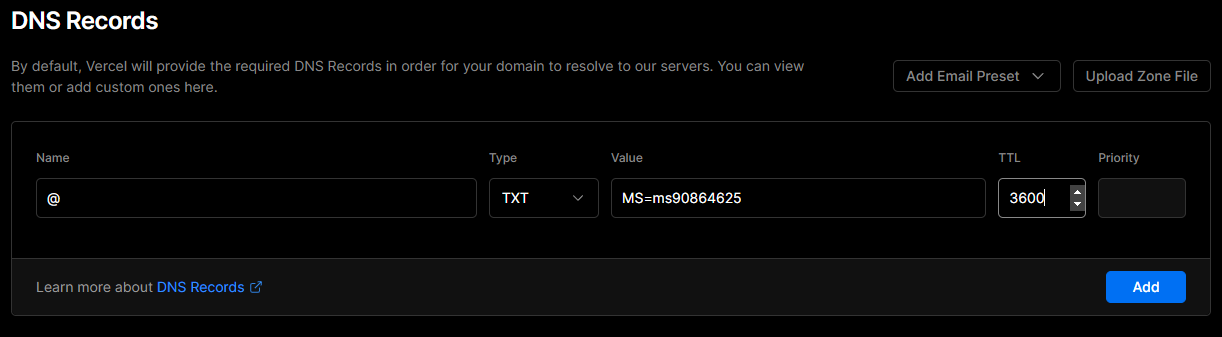 DNS Records
By default, Vercel will provide the required DNS Records in order for your domain to resolve to our servers. You can view
them or add custom ones here.
Add Email Preset
Upload Zone File
Name
Type
Value
TTL
Priority
@
TXT
MS=ms90864625
3600
Learn more about DNS Records
Add